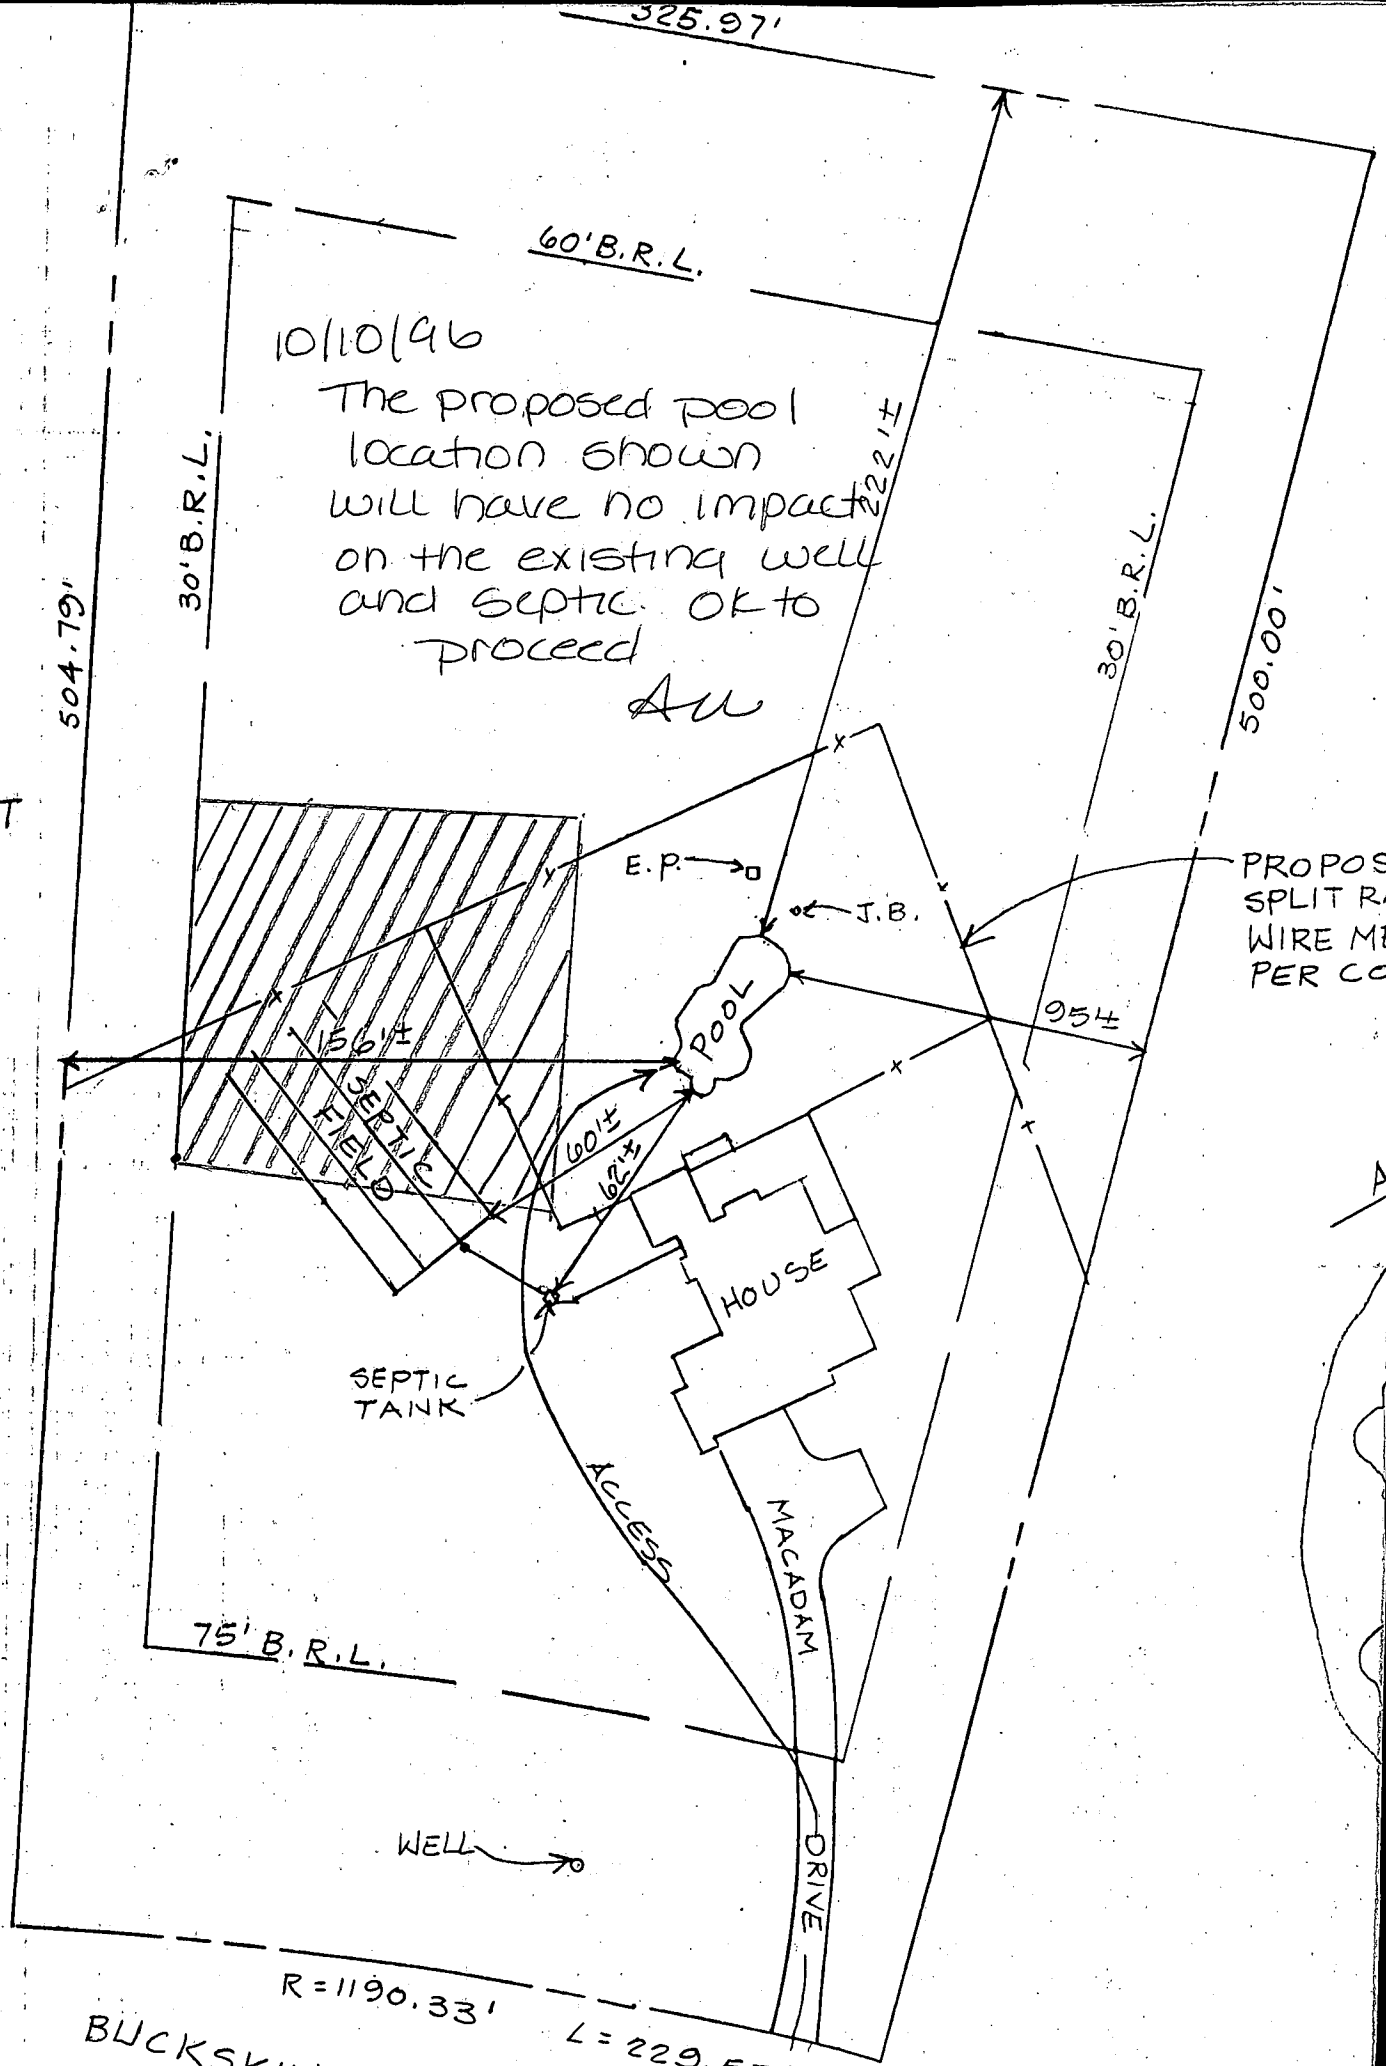 325.97'
60' B.R.L.
10/10/96
The proposed pool
location shown
will have no impact
on the existing well
and septic. OK to
proceed
222'±
30' B.R.L.
504.79'
30' B.R.L.
500.00'
T
E.P.
J.B.
PROPOS
SPLIT RA
WIRE ME
PER CO
POOL
95'±
156'±
SEPTIC
FIELD
60'±
62'±
HOUSE
A
SEPTIC
TANK
ACCESS
MACADAM
75' B.R.L.
WELL
DRIVE
R = 1190.33'
L = 229.5
BUCKSKIN